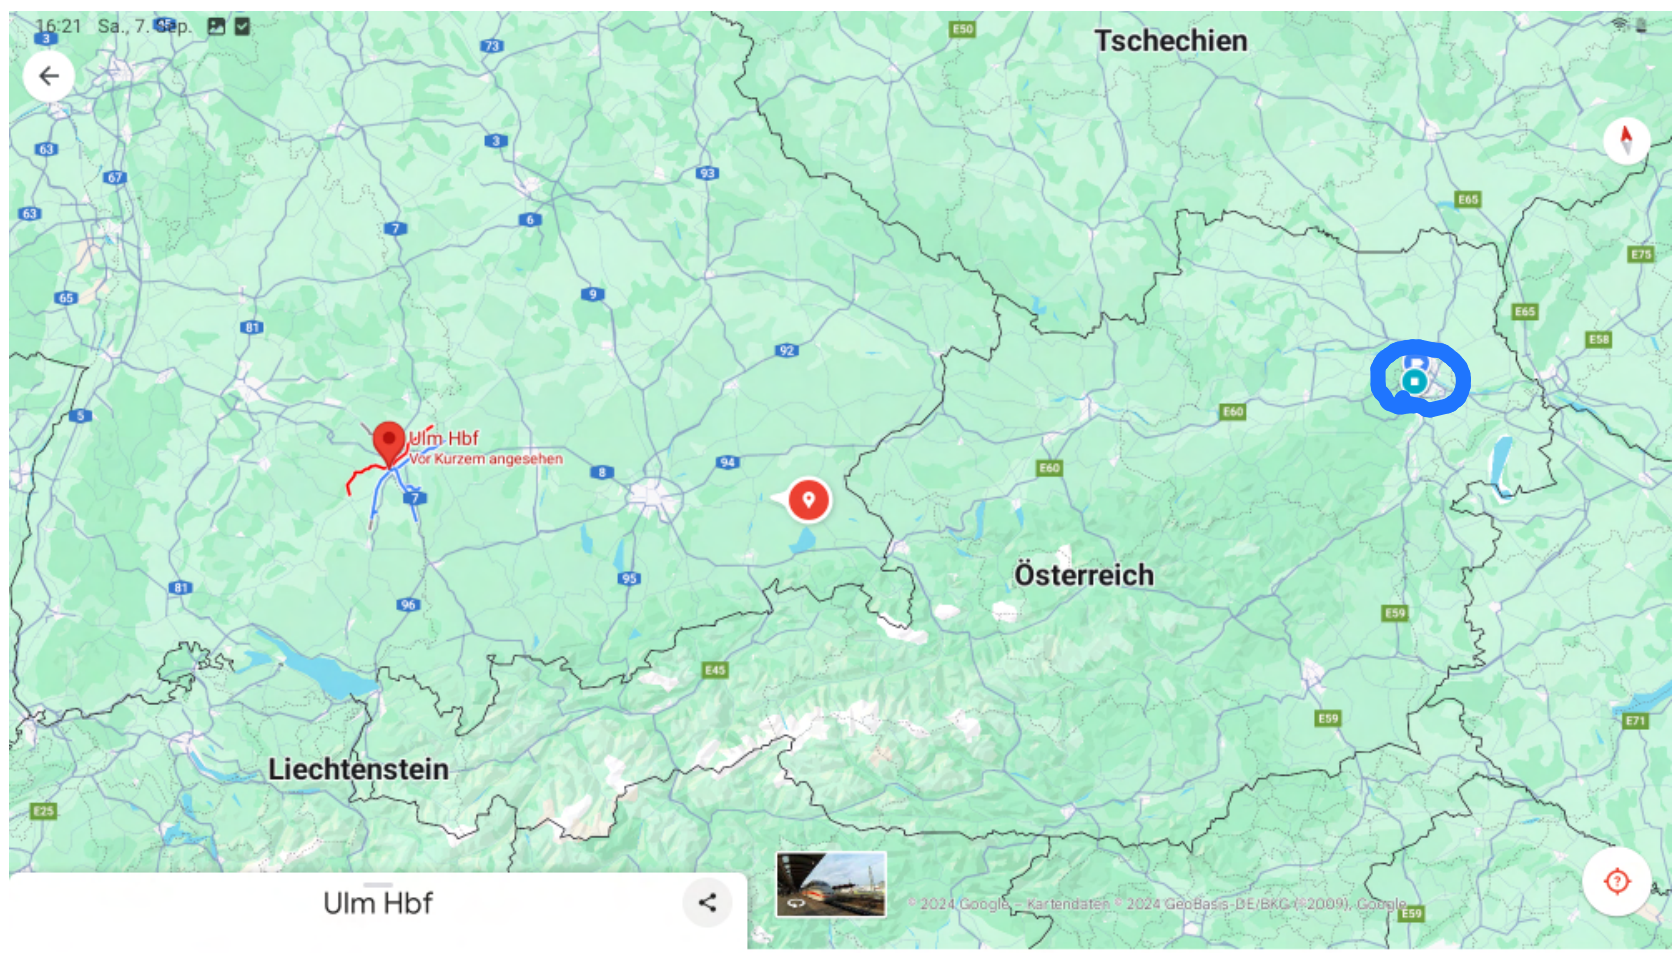 16:21 Sa., 7. Sep.
95
3
73
E50
Tschechien
63
3
67
93
63
7
6
E65
E75
65
9
81
E65
E58
92
5
E60
Ulm Hbf
Vor Kurzem angesehen
8
94
E60
7
Österreich
95
81
96
E59
E45
E59
E71
Liechtenstein
E25
Ulm Hbf
© 2024 Google – Kartendaten © 2024 GeoBasis-DE/BKG (©2009), Google
E59
?